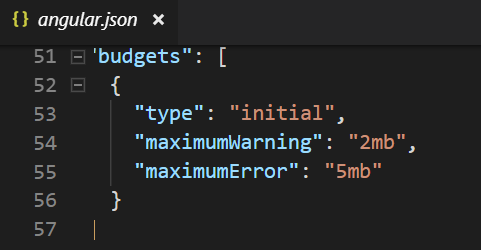 {} angular.json ×
51 "budgets": [
52 {
53 "type": "initial",
54 "maximumWarning": "2mb",
55 "maximumError": "5mb"
56 }
57